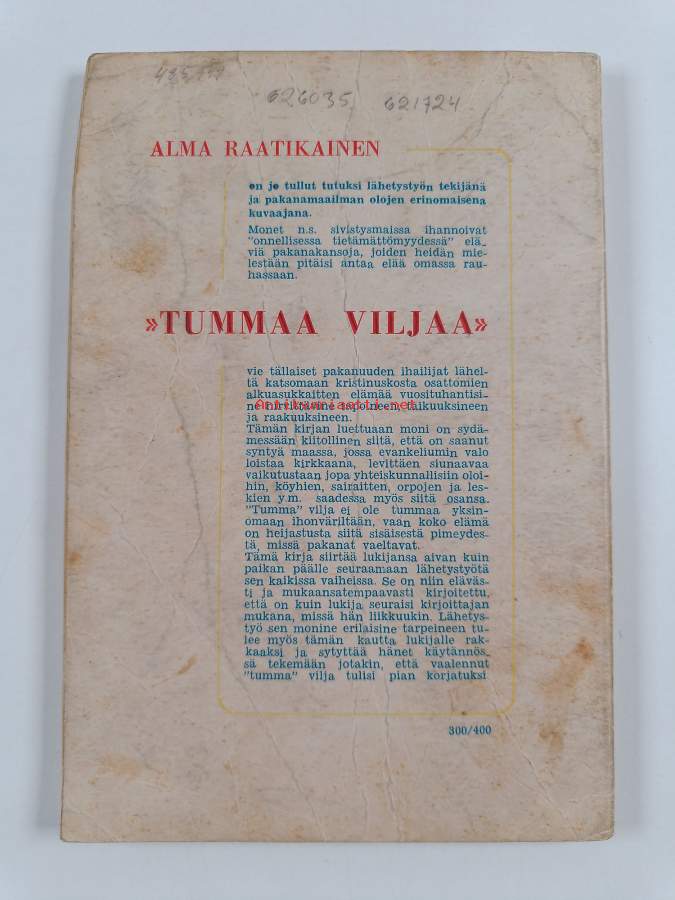 626035 621724
ALMA RAATIKAINEN
on jo tullut tutuksi lähetystyön tekijänä
ja pakanamaailman olojen erinomaisena
kuvaajana.
Monet n.s. sivistysmaissa ihannoivat
"onnellisessa tietämättömyydessä" elä-
viä pakanakansoja, joiden heidän mie-
lestään pitäisi antaa elää omassa rau-
hassaan.
»TUMMAA VILJAA»
vie tällaiset pakanuuden ihailijat lähel-
tä katsomaan kristinuskosta osattomien
alkuasukkaitten elämää vuosituhantisi-
Antikvariaatti.net
taikuuksineen
ja raakuuksineen.
Tämän kirjan luettuaan moni on sydä-
messään kiitollinen siitä, että on saanut
syntyä maassa, jossa evankeliumin valo
loistaa kirkkaana, levittäen siunaavaa
vaikutustaan jopa yhteiskunnallisiin oloi-
hin, köyhien, sairaitten, orpojen ja les-
kien y.m. saadessa myös siitä osansa.
"Tumma" vilja ei ole tummaa yksin-
omaan ihonväriltään, vaan koko elämä
on heijastusta siitä sisäisestä pimeydes-
tä, missä pakanat vaeltavat.
Tämä kirja siirtää lukijansa aivan kuin
paikan päälle seuraamaan lähetystyötä
sen kaikissa vaiheissa. Se on niin eläväs-
ti ja mukaansatempaavasti kirjoitettu,
että on kuin lukija seuraisi kirjoittajan
mukana, missä hän liikkuukin. Lähetys-
työ sen monine erilaisine tarpeineen tu-
lee myös tämän kautta lukijalle rak-
kaaksi ja sytyttää hänet käytännös-
sä tekemään jotakin, että vaalennut
"tumma" vilja tulisi pian korjatuksi
300/400